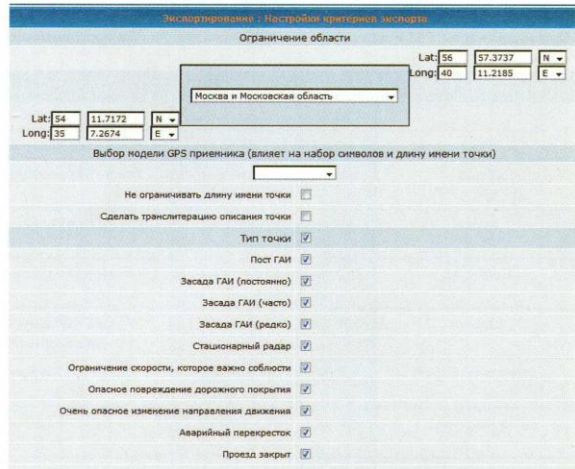 Экспортирование : Настройки критериев экспорта
Ограничение области
Lat: 56 57.3737 N
Long: 40 11.2185 E
Москва и Московская область
Lat: 54 11.7172 N
Long: 35 7.2674 E
Выбор модели GPS приемника (влияет на набор символов и длину имени точки)
Не ограничивать длину имени точки
Сделать транслитерацию описания точки
Тип точки
Пост ГАИ
Засада ГАИ (постоянно)
Засада ГАИ (часто)
Засада ГАИ (редко)
Стационарный радар
Ограничение скорости, которое важно соблюсти
Опасное повреждение дорожного покрытия
Очень опасное изменение направления движения
Аварийный перекресток
Проезд закрыт